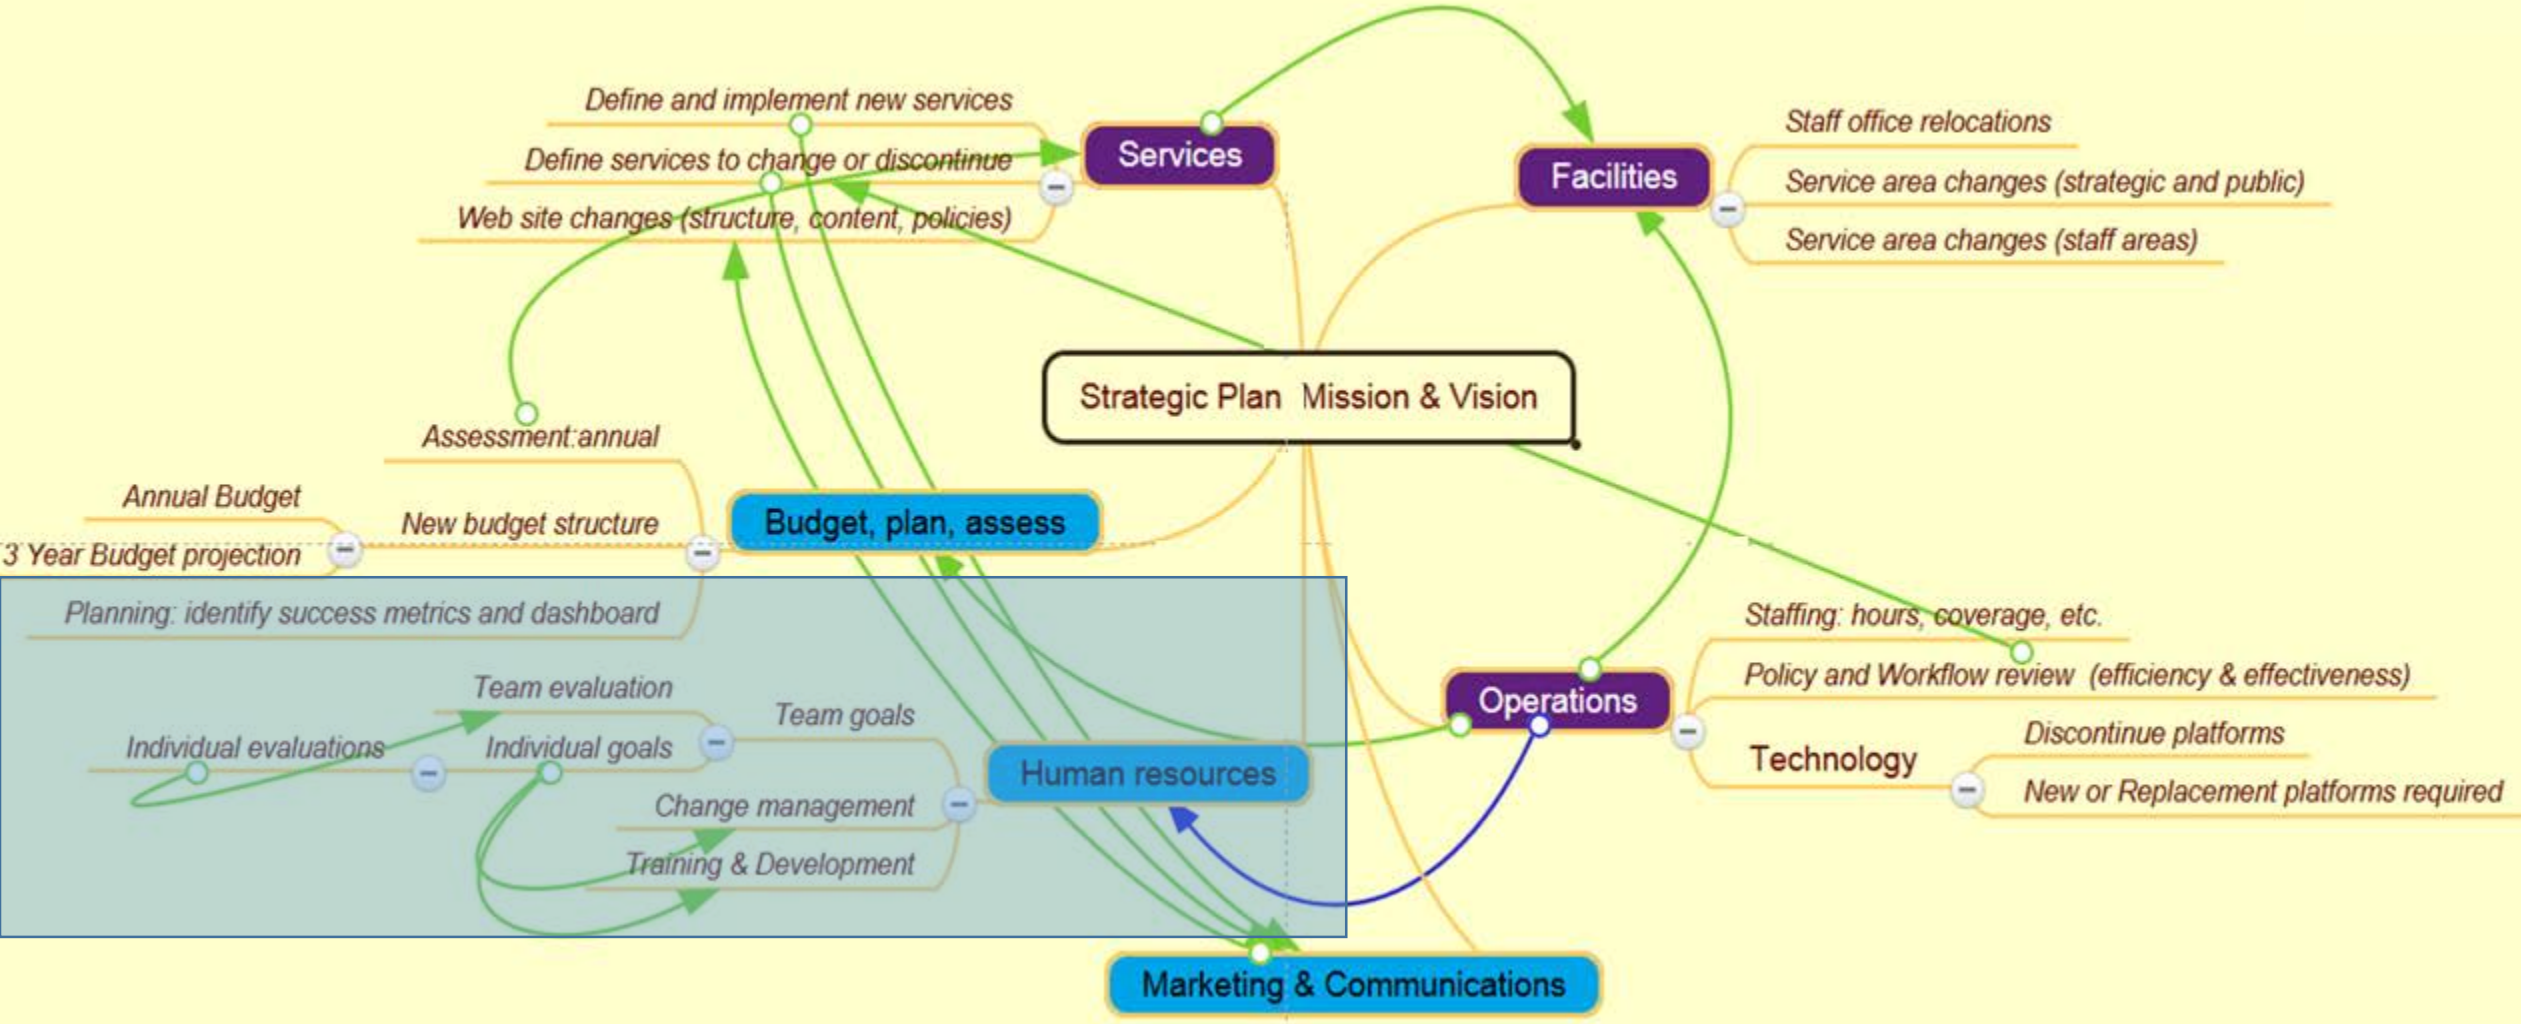 Define and implement new services
Define services to change or discontinue
Web site changes (structure, content, policies)
Services
Facilities
Staff office relocations
Service area changes (strategic and public)
Service area changes (staff areas)
Strategic Plan Mission & Vision
Assessment:annual
Annual Budget
New budget structure
3 Year Budget projection
Budget, plan, assess
Planning: identify success metrics and dashboard
Staffing: hours, coverage, etc.
Policy and Workflow review (efficiency & effectiveness)
Operations
Technology
Discontinue platforms
New or Replacement platforms required
Team evaluation
Team goals
Individual evaluations
Individual goals
Human resources
Change management
Training & Development
Marketing & Communications